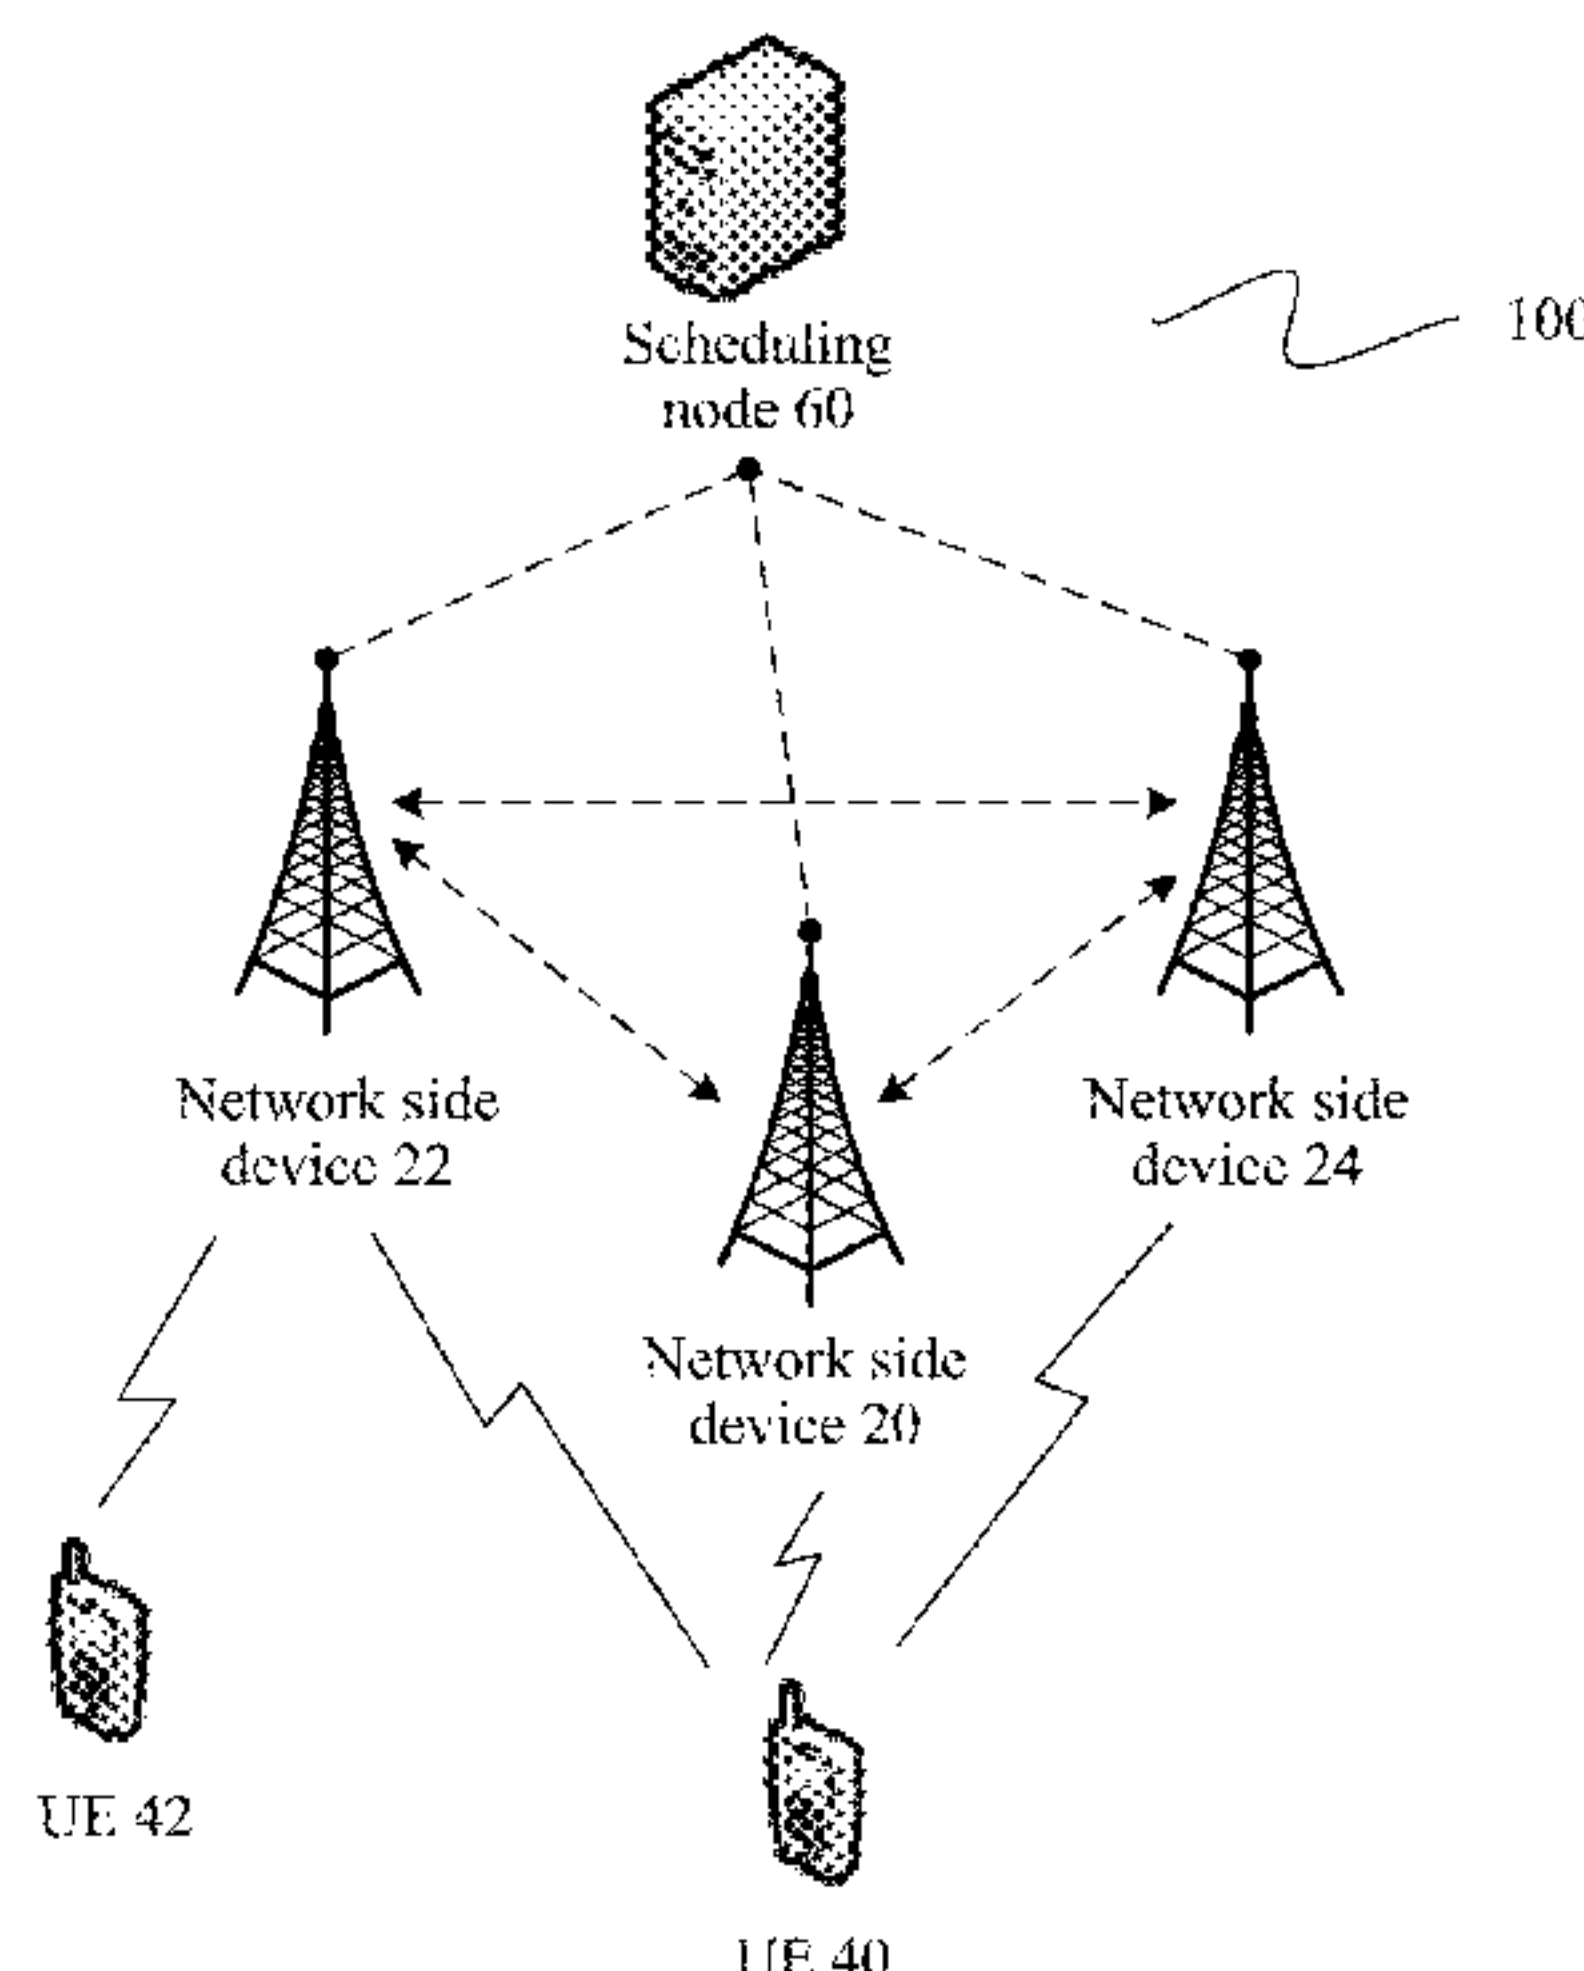 Scheduling
node 60
100
Network side
device 22
Network side
device 24
Network side
device 20
UE 42
UE 40